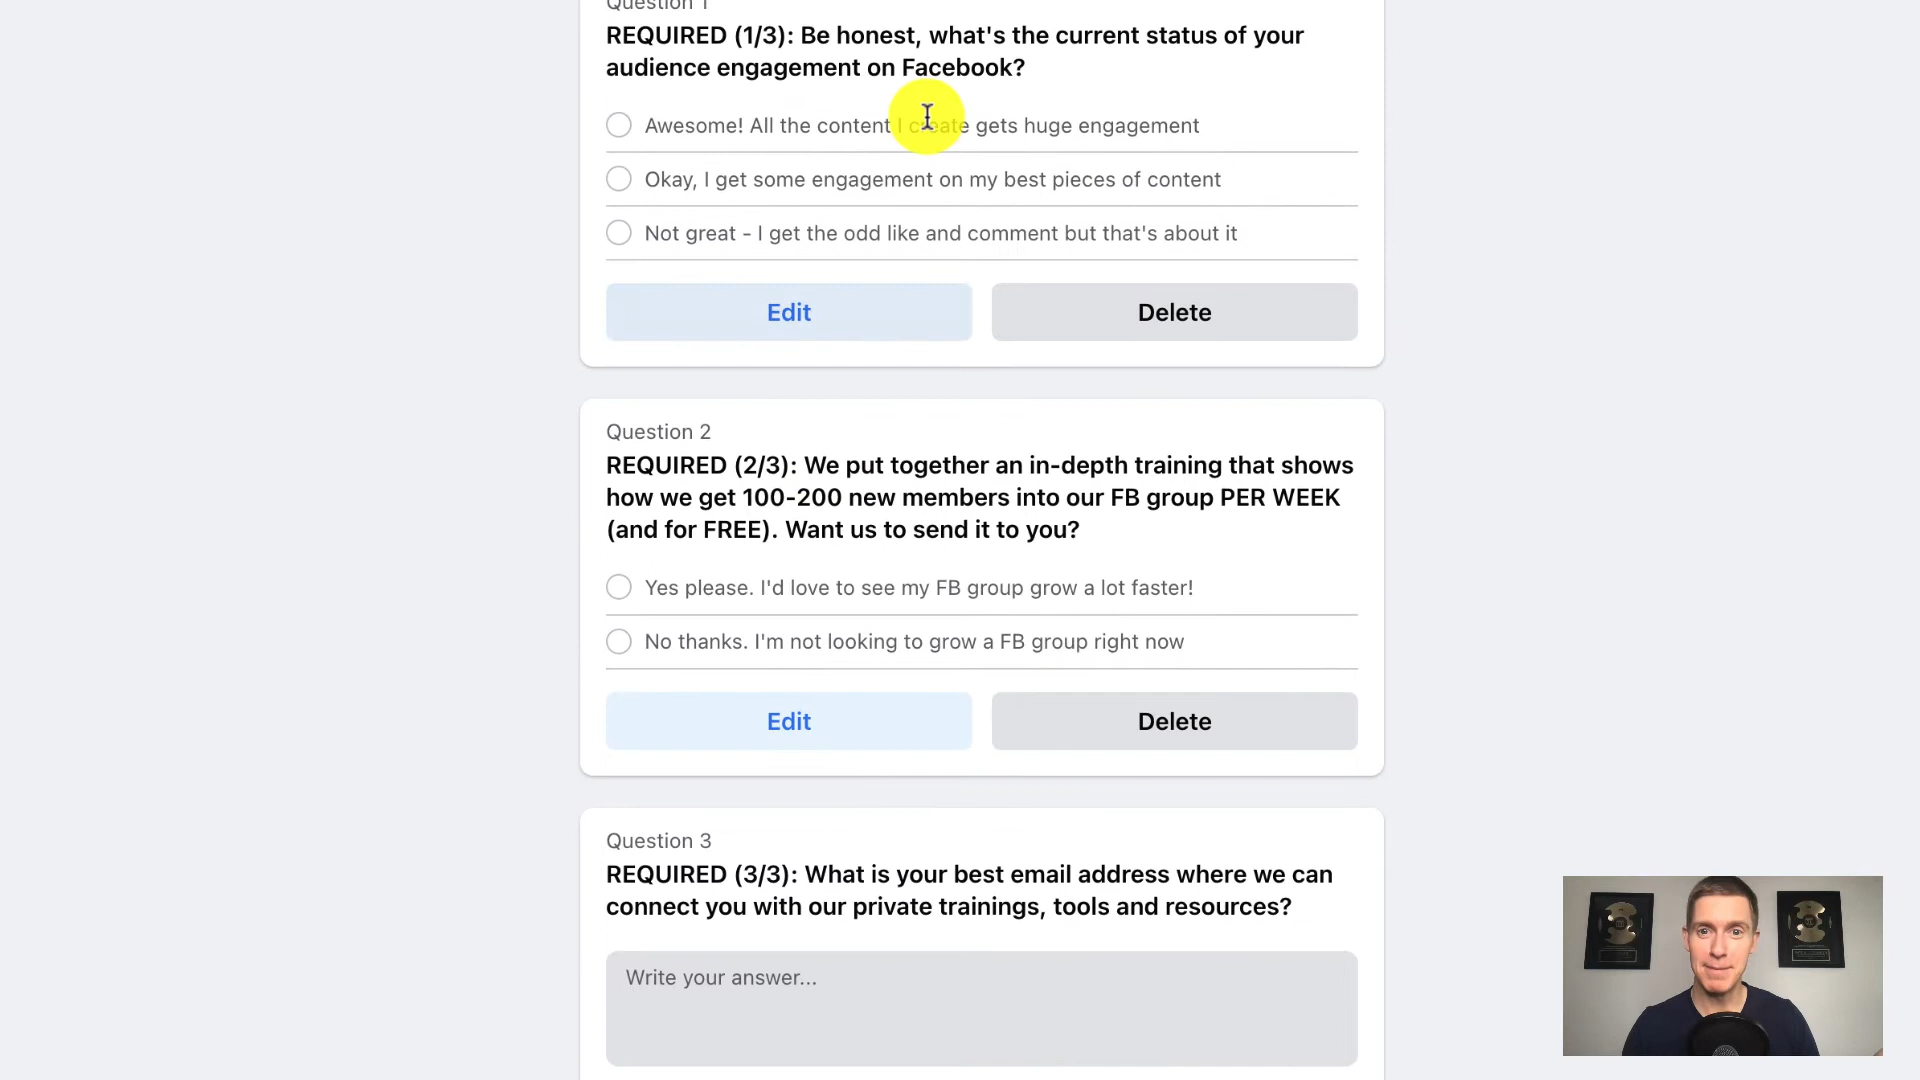 Question 1
REQUIRED (1/3): Be honest, what's the current status of your
audience engagement on Facebook?
Awesome! All the content I create gets huge engagement
Okay, I get some engagement on my best pieces of content
Not great - I get the odd like and comment but that's about it
Edit
Delete
Question 2
REQUIRED (2/3): We put together an in-depth training that shows
how we get 100-200 new members into our FB group PER WEEK
(and for FREE). Want us to send it to you?
Yes please. I'd love to see my FB group grow a lot faster!
No thanks. I'm not looking to grow a FB group right now
Edit
Delete
Question 3
REQUIRED (3/3): What is your best email address where we can
connect you with our private trainings, tools and resources?
Write your answer...